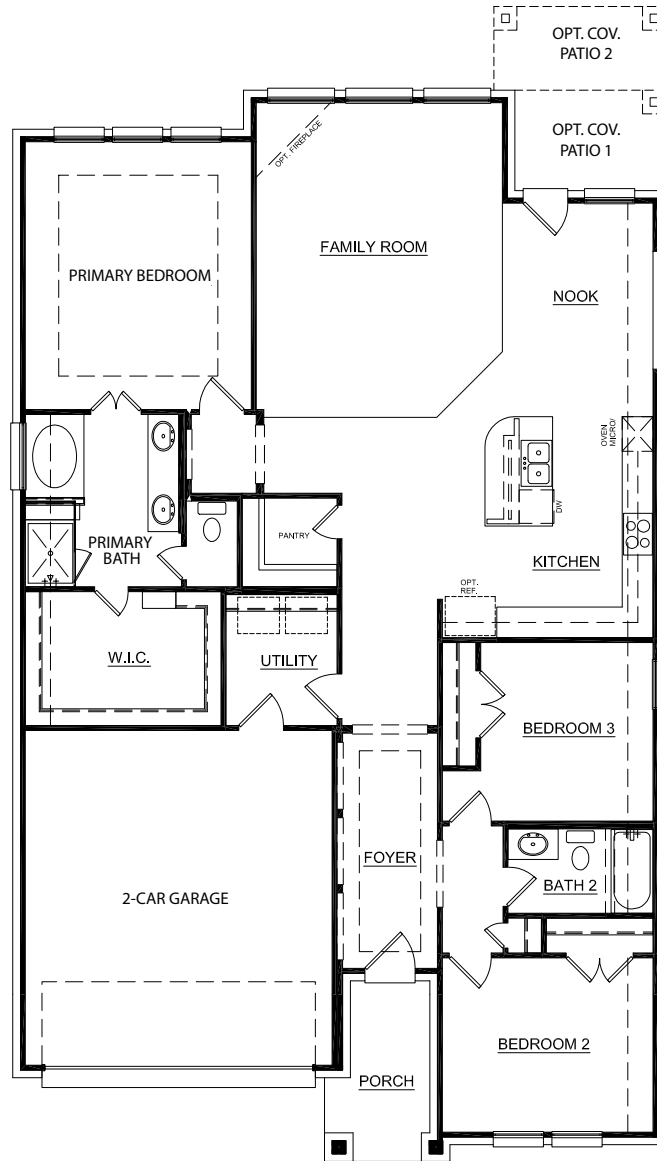 OPT. COV.
PATIO 2
OPT. COV.
PATIO 1
OPT. FIREPLACE
FAMILY ROOM
PRIMARY BEDROOM
NOOK
OVEN
MICRO/
DW
PRIMARY
BATH
PANTRY
KITCHEN
OPT.
REF.
W.I.C.
UTILITY
BEDROOM 3
FOYER
BATH 2
2-CAR GARAGE
BEDROOM 2
PORCH